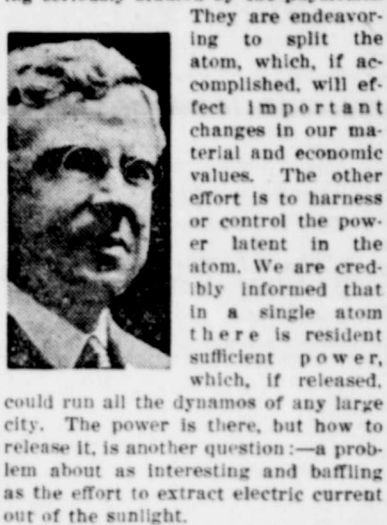 They are endeavor-
ing to split the
atom, which, if ac-
complished, will ef-
fect important
changes in our ma-
terial and economic
values. The other
effort is to harness
or control the pow-
er latent in the
atom. We are cred-
ibly informed that
in a single atom
there is resident
sufficient power,
which, if released,
could run all the dynamos of any large
city. The power is there, but how to
release it, is another question:—a prob-
lem about as interesting and baffling
as the effort to extract electric current
out of the sunlight.